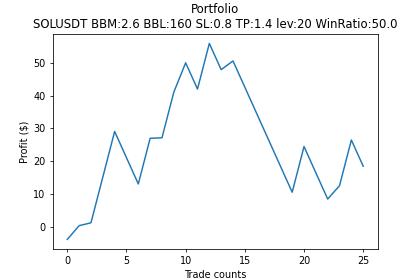 Portfolio
SOLUSDT BBM:2.6 BBL:160 SL:0.8 TP:1.4 lev:20 WinRatio:50.0
Profit ($)
50
40
30
20
10
0
0 5 10 15 20 25
Trade counts